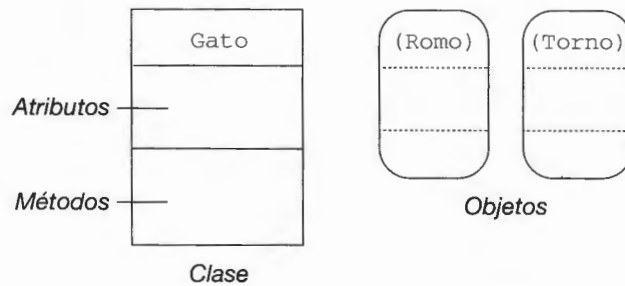 Gato
Atributos
Métodos
Clase
(Romo)
(Torno)
Objetos